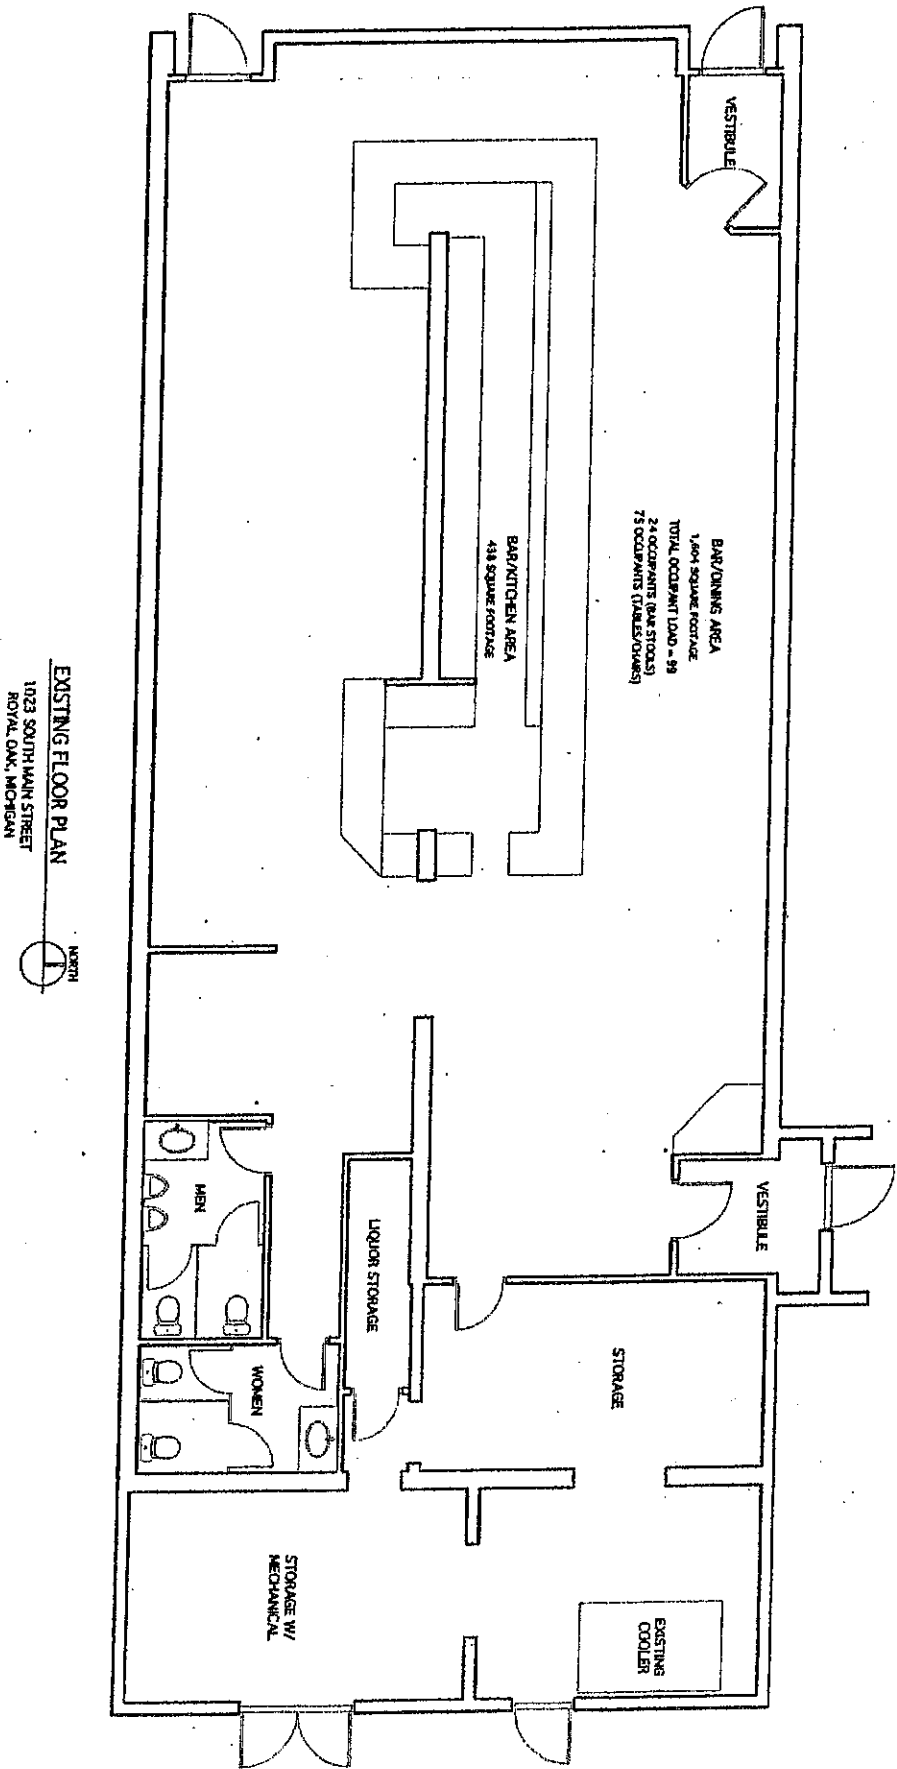 VESTIBULE
BAR/DINING AREA
1,604 SQUARE FOOTAGE
TOTAL OCCUPANT LOAD = 99
24 OCCUPANTS (BAR STOOLS)
75 OCCUPANTS (TABLES/CHAIRS)
BAR/KITCHEN AREA
438 SQUARE FOOTAGE
VESTIBULE
MEN
LIQUOR STORAGE
WOMEN
STORAGE
STORAGE W/
MECHANICAL
EXISTING
COOLER
EXISTING FLOOR PLAN
1023 SOUTH MAIN STREET
ROYAL OAK, MICHIGAN
NORTH